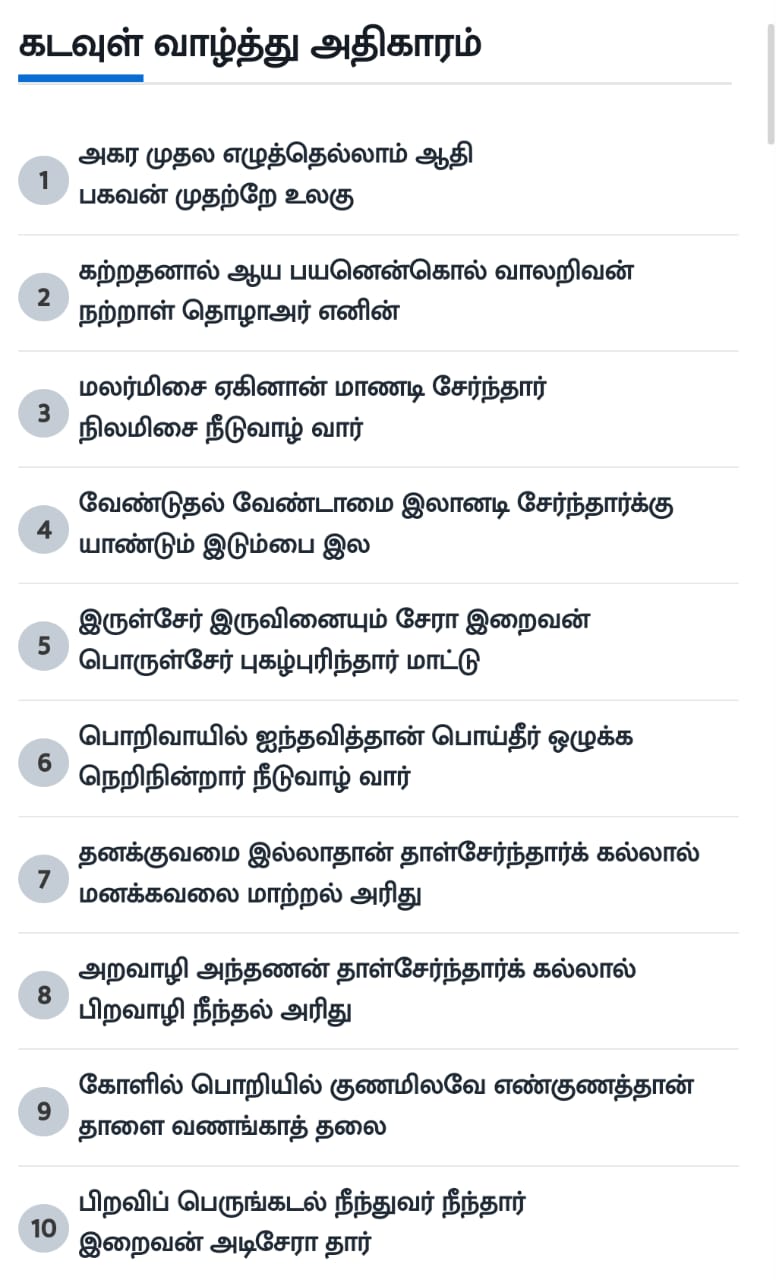 கடவுள் வாழ்த்து அதிகாரம்
1
அகர முதல எழுத்தெல்லாம் ஆதி
பகவன் முதற்றே உலகு
2
கற்றதனால் ஆய பயனென்கொல் வாலறிவன்
நற்றாள் தொழாஅர் எனின்
3
மலர்மிசை ஏகினான் மாணடி சேர்ந்தார்
நிலமிசை நீடுவாழ் வார்
4
வேண்டுதல் வேண்டாமை இலானடி சேர்ந்தார்க்கு
யாண்டும் இடும்பை இல
5
இருள்சேர் இருவினையும் சேரா இறைவன்
பொருள்சேர் புகழ்புரிந்தார் மாட்டு
6
பொறிவாயில் ஐந்தவித்தான் பொய்தீர் ஒழுக்க
நெறிநின்றார் நீடுவாழ் வார்
7
தனக்குவமை இல்லாதான் தாள்சேர்ந்தார்க் கல்லால்
மனக்கவலை மாற்றல் அரிது
8
அறவாழி அந்தணன் தாள்சேர்ந்தார்க் கல்லால்
பிறவாழி நீந்தல் அரிது
9
கோளில் பொறியில் குணமிலவே எண்குணத்தான்
தாளை வணங்காத் தலை
10
பிறவிப் பெருங்கடல் நீந்துவர் நீந்தார்
இறைவன் அடிசேரா தார்